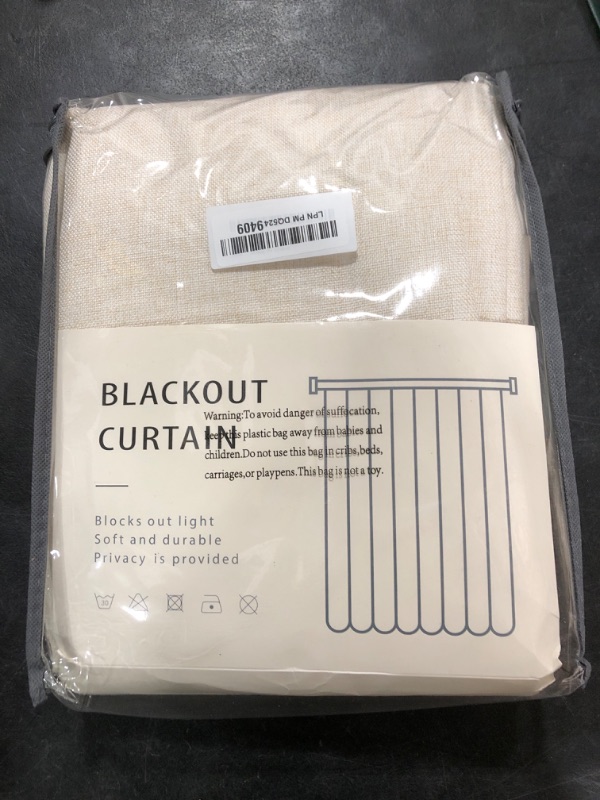 LPN PM DQ5249409
BLACKOUT
CURTAIN
Warning:To avoid danger of suffocation,
keep this plastic bag away from babies and
children.Do not use this bag in cribs,beds,
carriages,or playpens.This bag is not a toy.
Blocks out light
Soft and durable
Privacy is provided
30